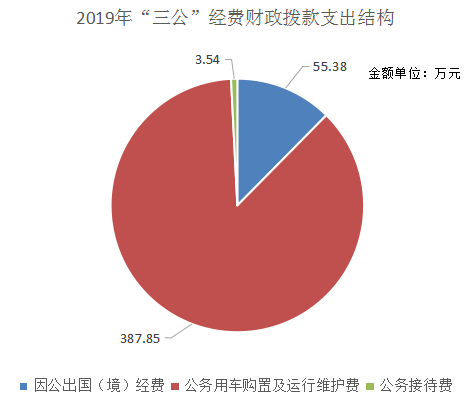 2019年“三公”经费财政拨款支出结构
3.54
55.38
金额单位：万元
387.85
因公出国（境）经费 公务用车购置及运行维护费 公务接待费